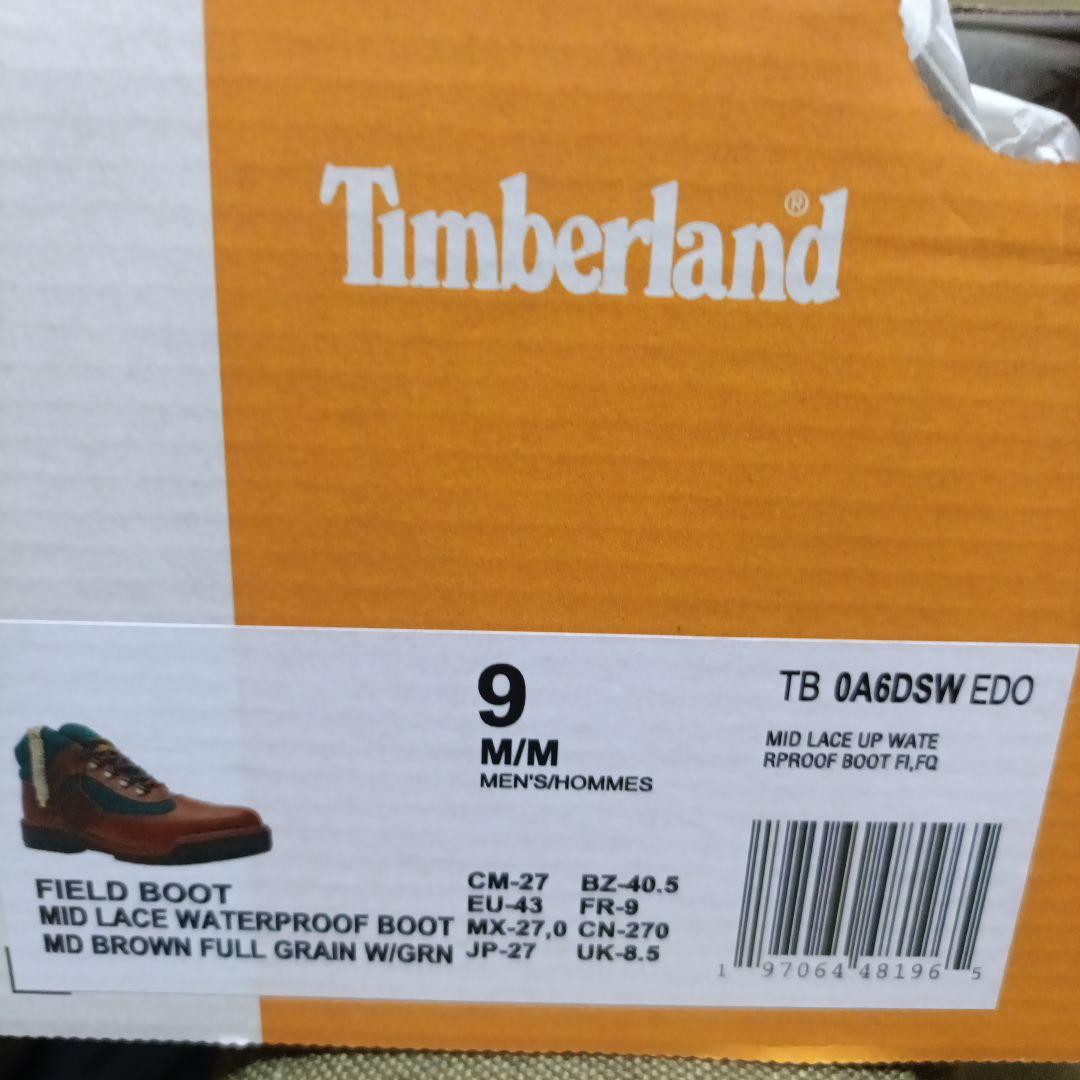 Timberland®
9
M/M
MEN'S/HOMMES
TB 0A6DSW EDO
MID LACE UP WATE
RPROOF BOOT FI,FQ
FIELD BOOT
MID LACE WATERPROOF BOOT
MD BROWN FULL GRAIN W/GRN
CM-27 BZ-40.5
EU-43 FR-9
MX-27,0 CN-270
JP-27 UK-8.5
1 97064 48196 5